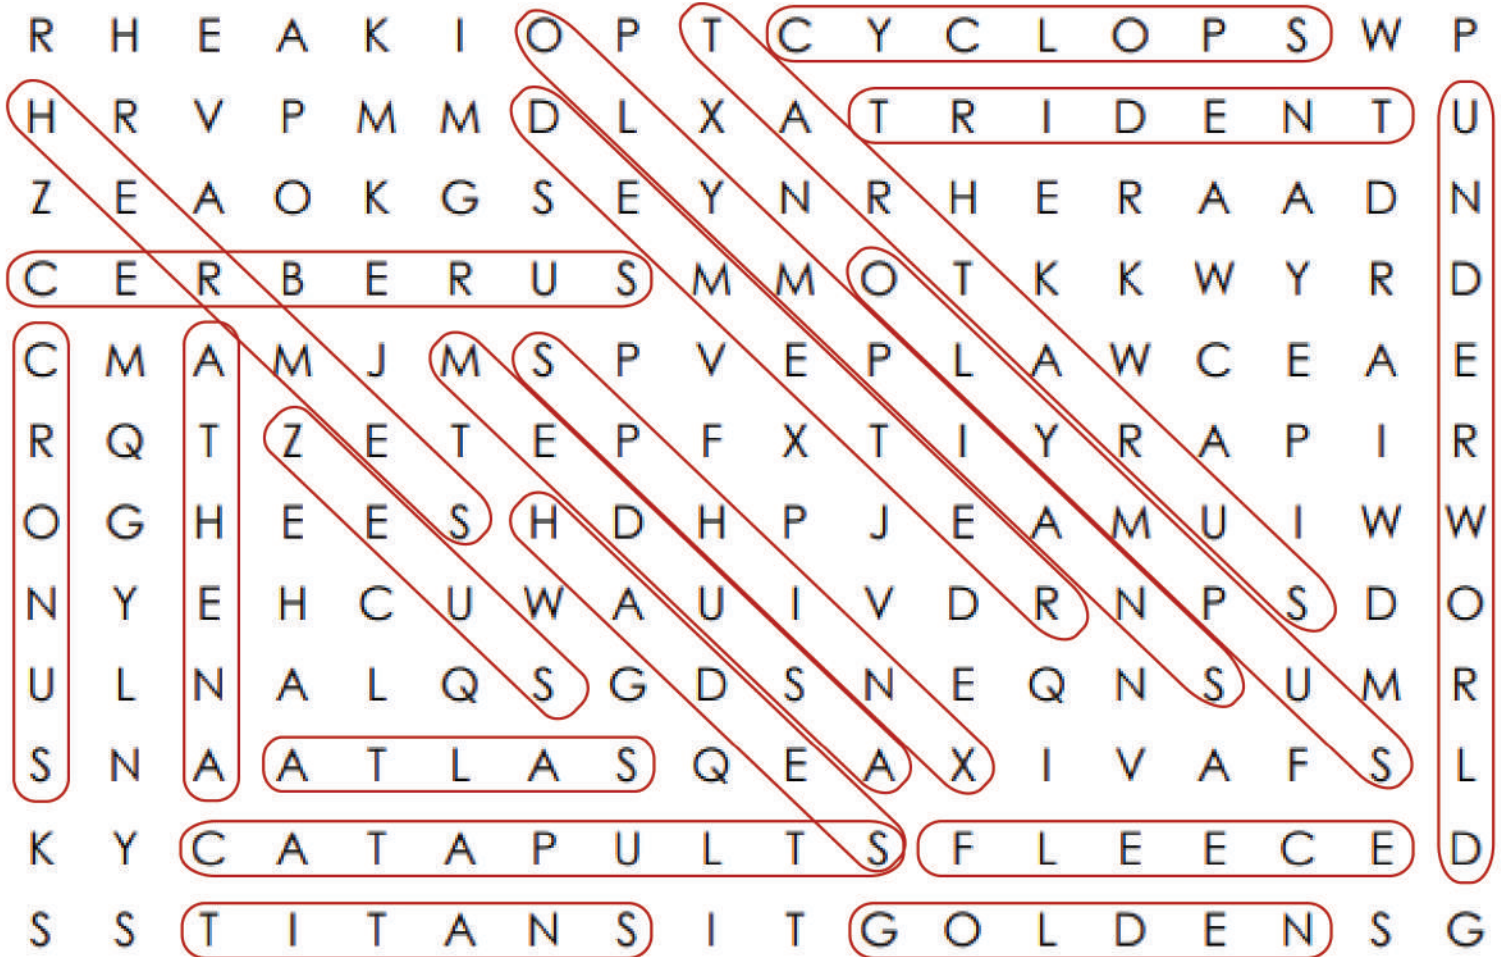 R H E A K I O P T C Y C L O P S W P
H R V P M M D L X A T R I D E N T U
Z E A O K G S E Y N R H E R A A D N
C E R B E R U S M M O T K K W Y R D
C M A M J M S P V E P L A W C E A E
R Q T Z E T E P F X T I Y R A P I R
O G H E E S H D H P J E A M U I W W
N Y E H C U W A U I V D R N P S D O
U L N A L Q S G D S N E Q N S U M R
S N A A T L A S Q E A X I V A F S L
K Y C A T A P U L T S F L E E C E D
S S T I T A N S I T G O L D E N S G